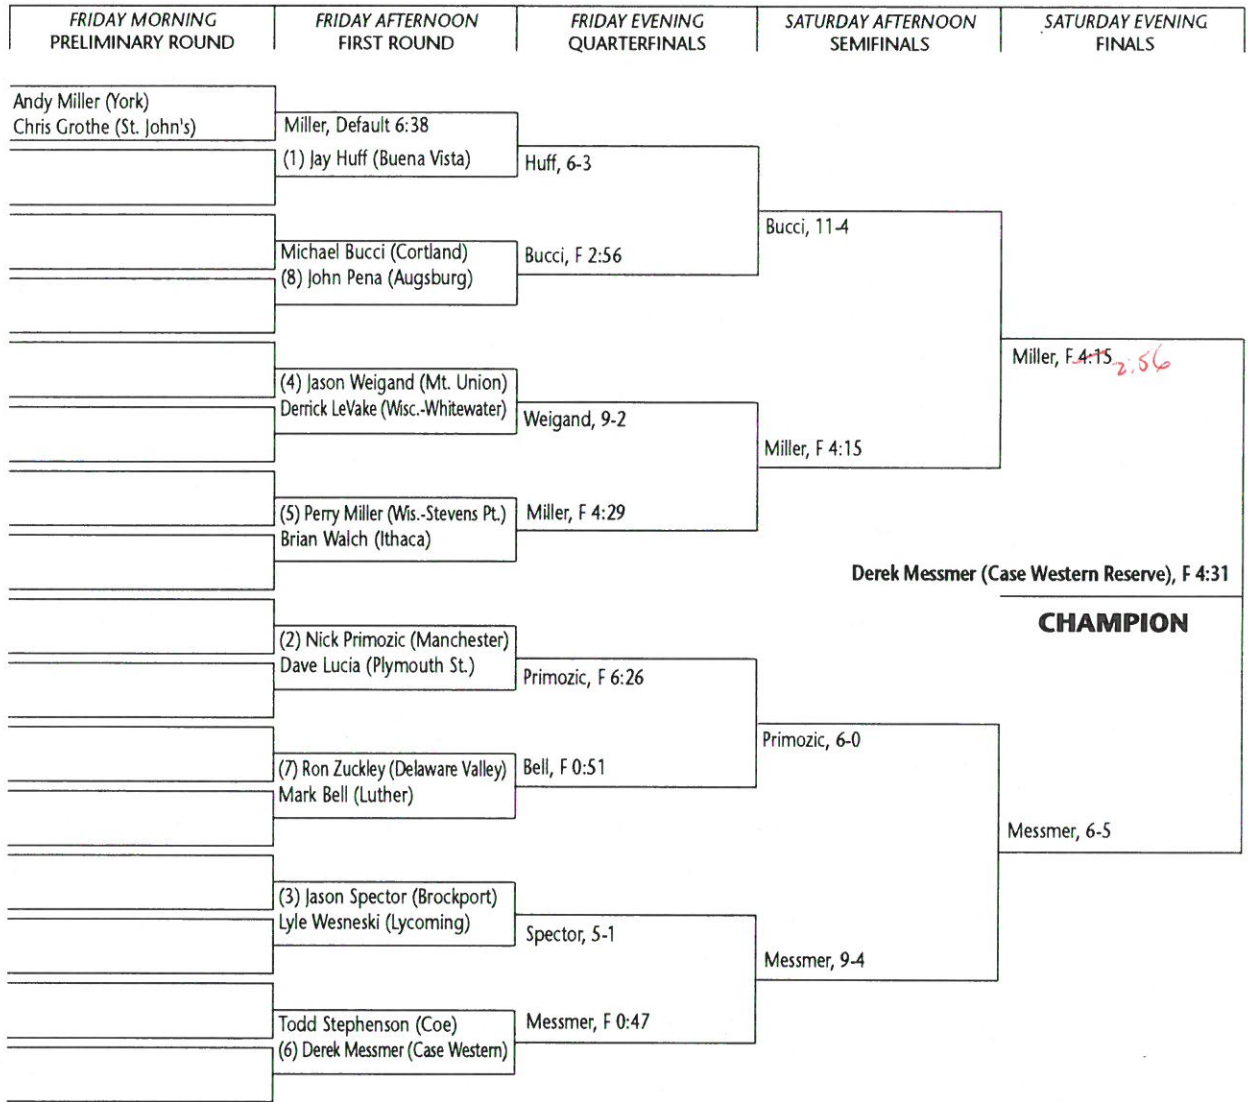 FRIDAY MORNING
PRELIMINARY ROUND
FRIDAY AFTERNOON
FIRST ROUND
FRIDAY EVENING
QUARTERFINALS
SATURDAY AFTERNOON
SEMIFINALS
SATURDAY EVENING
FINALS
Andy Miller (York)
Chris Grothe (St. John's)
Miller, Default 6:38
(1) Jay Huff (Buena Vista)
Huff, 6-3
Michael Bucci (Cortland)
(8) John Pena (Augsburg)
Bucci, F 2:56
Bucci, 11-4
(4) Jason Weigand (Mt. Union)
Derrick LeVake (Wisc.-Whitewater)
Weigand, 9-2
(5) Perry Miller (Wis.-Stevens Pt.)
Brian Walch (Ithaca)
Miller, F 4:29
Miller, F 4:15
Miller, F 4:15 2:56
(2) Nick Primozic (Manchester)
Dave Lucia (Plymouth St.)
Primozic, F 6:26
(7) Ron Zuckley (Delaware Valley)
Mark Bell (Luther)
Bell, F 0:51
Primozic, 6-0
(3) Jason Spector (Brockport)
Lyle Wesneski (Lycoming)
Spector, 5-1
Todd Stephenson (Coe)
(6) Derek Messmer (Case Western)
Messmer, F 0:47
Messmer, 9-4
Messmer, 6-5
Derek Messmer (Case Western Reserve), F 4:31
CHAMPION